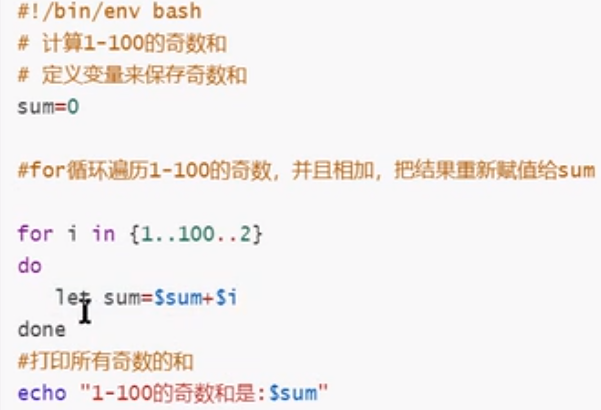 #!/bin/env bash
# 计算1-100的奇数和
# 定义变量来保存奇数和
sum=0
#for循环遍历1-100的奇数，并且相加，把结果重新赋值给sum
for i in {1..100..2}
do
let sum=$sum+$i
done
#打印所有奇数的和
echo "1-100的奇数和是:$sum"